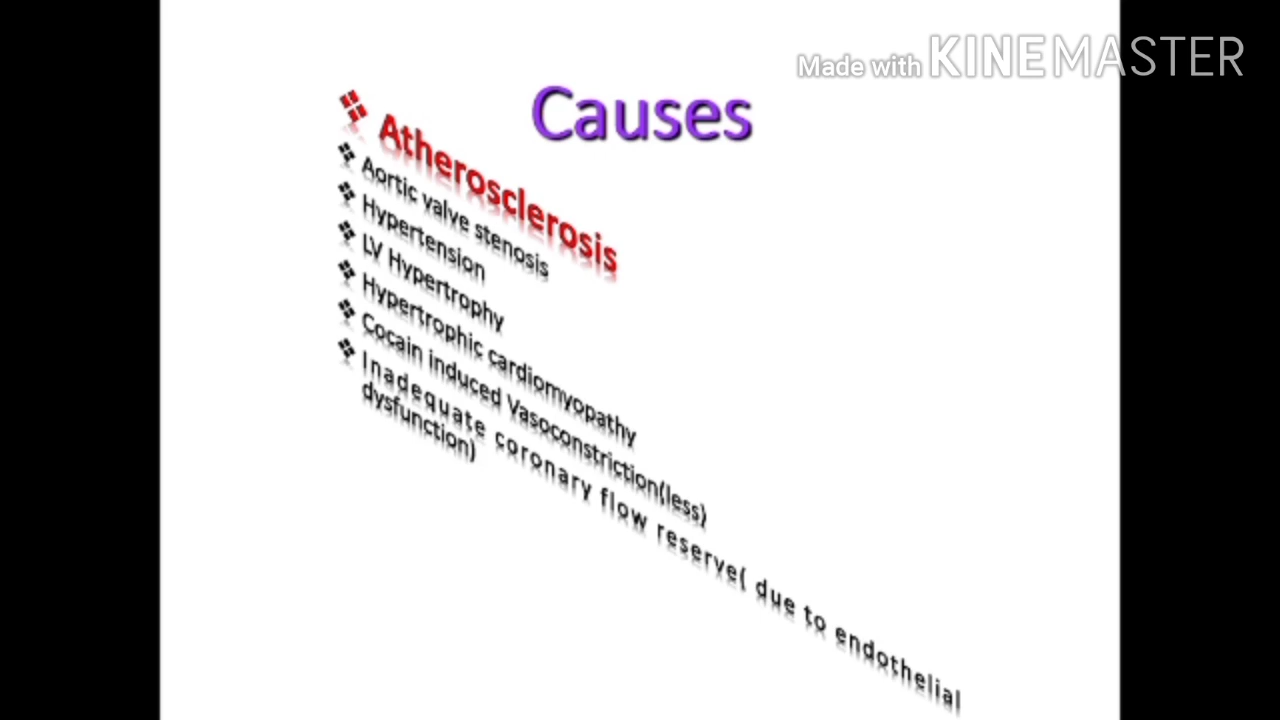 Made with KINEMASTER
Causes
Atherosclerosis
Aortic valve stenosis
Hypertension
LV Hypertrophy
Hypertrophic cardiomyopathy
Cocain induced Vasoconstriction(less)
Inadequate coronary flow reserve( due to endothelial
dysfunction)